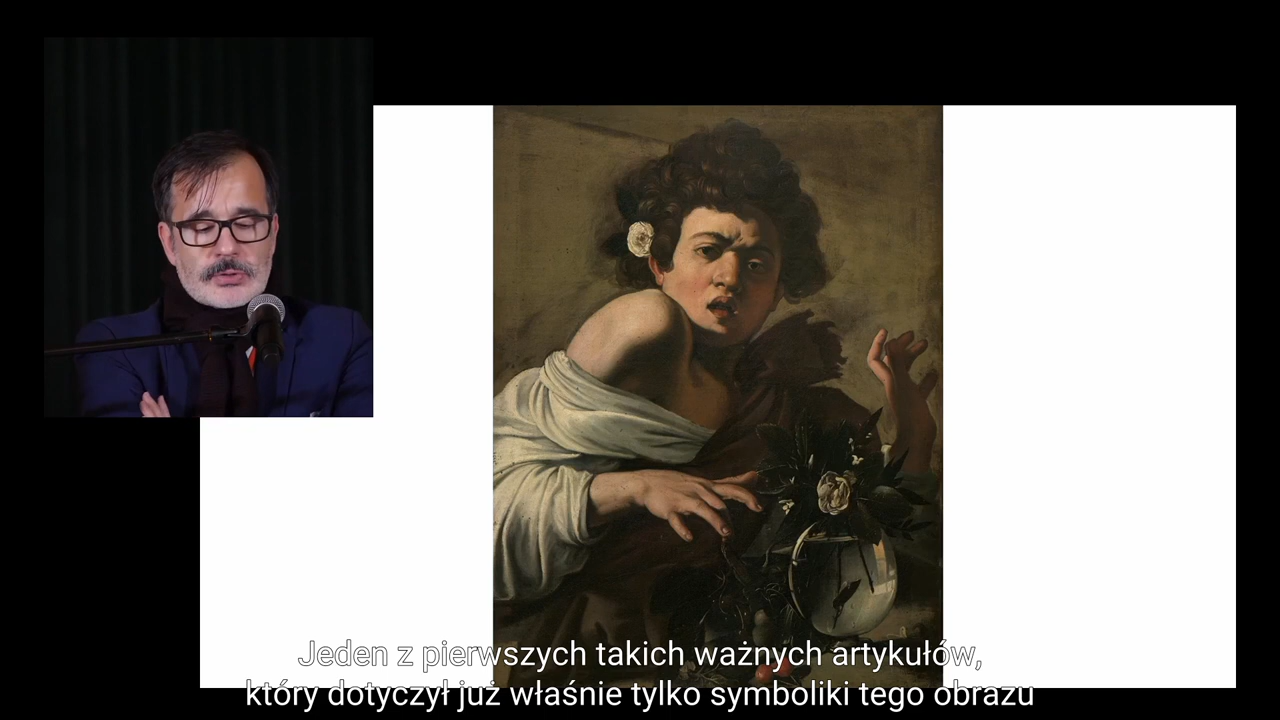 Jeden z pierwszych takich ważnych artykułów,
który dotyczył już właśnie tylko symboliki tego obrazu